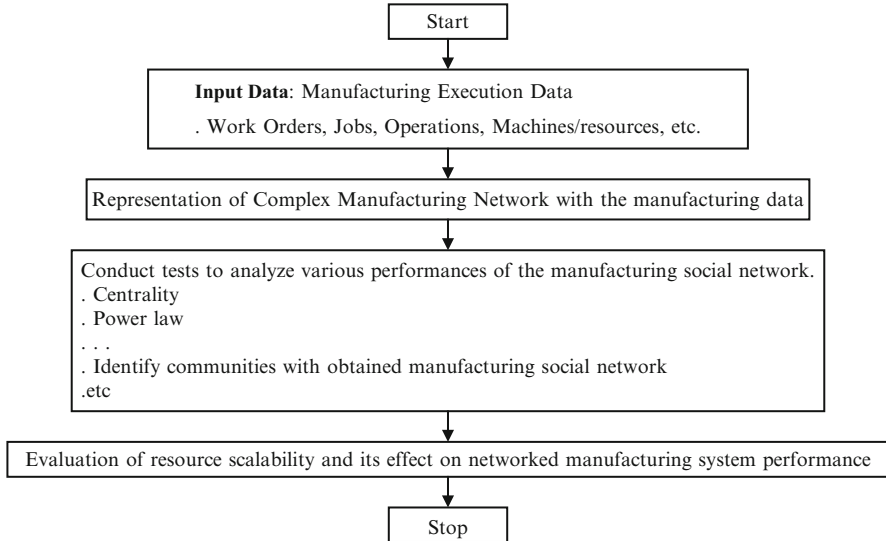 Start
Input Data: Manufacturing Execution Data
. Work Orders, Jobs, Operations, Machines/resources, etc.
Representation of Complex Manufacturing Network with the manufacturing data
Conduct tests to analyze various performances of the manufacturing social network.
. Centrality
. Power law
. . .
. Identify communities with obtained manufacturing social network
.etc
Evaluation of resource scalability and its effect on networked manufacturing system performance
Stop